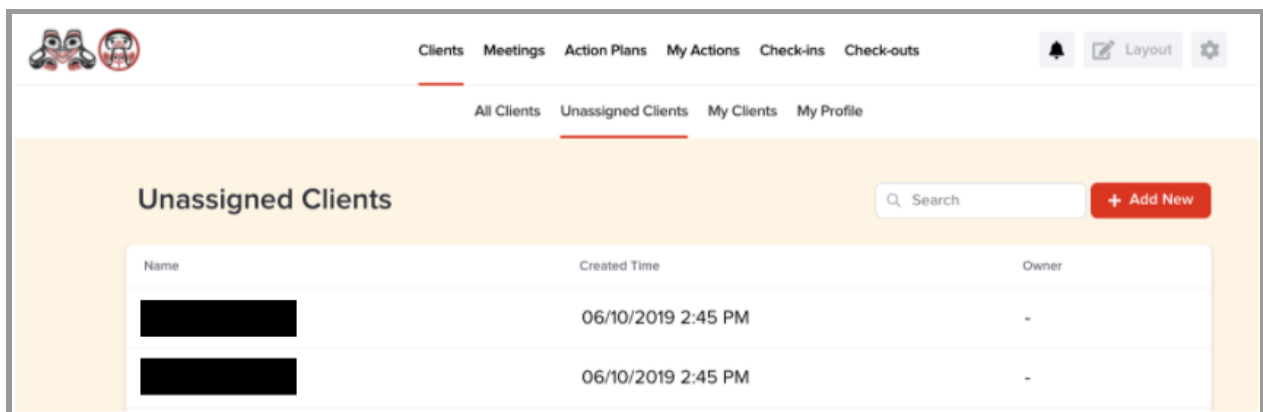 Clients Meetings Action Plans My Actions Check-ins Check-outs Layout
All Clients Unassigned Clients My Clients My Profile
Unassigned Clients Search + Add New
Name Created Time Owner
06/10/2019 2:45 PM -
06/10/2019 2:45 PM -